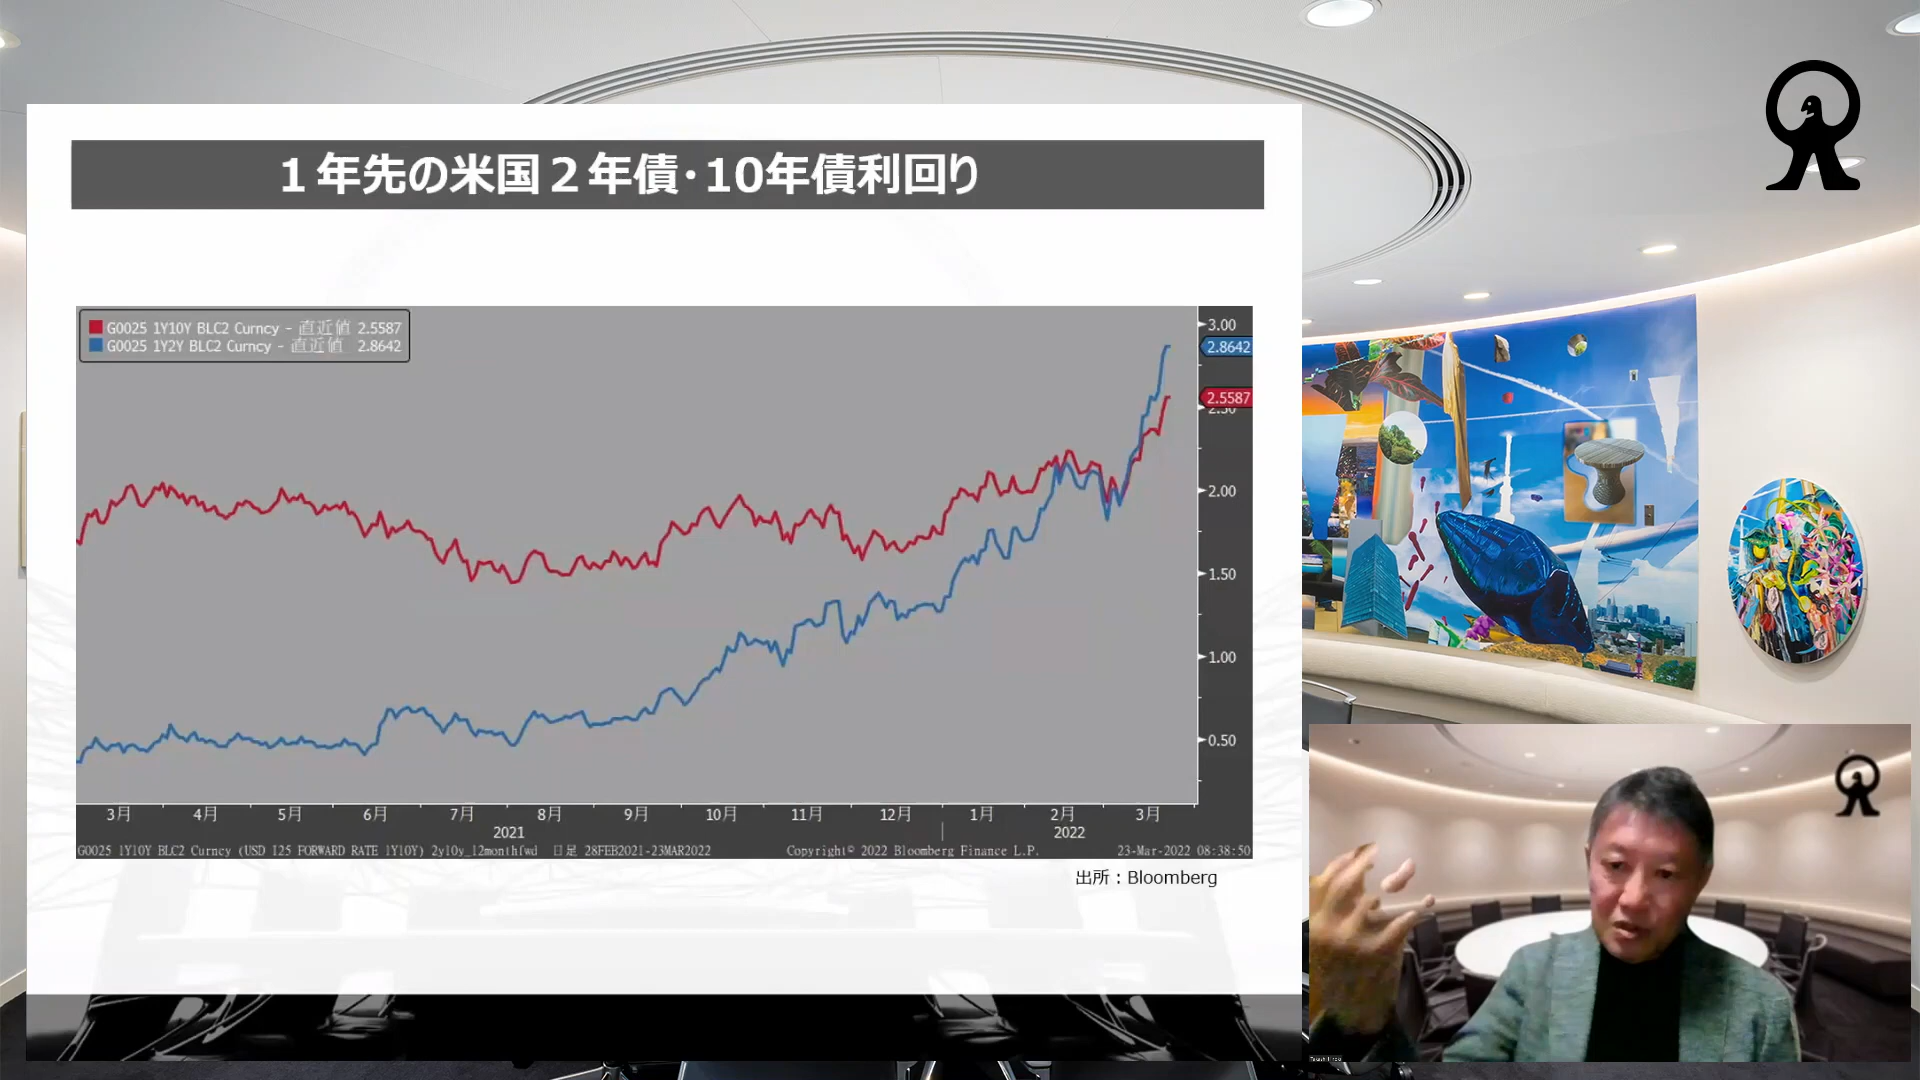 1年先の米国2年債・10年債利回り
G0025 1Y10Y BLC2 Curncy - 直近値 2.5587
G0025 1Y2Y BLC2 Curncy - 直近値 2.8642
3.00
2.8642
2.5587
2.50
2.00
1.50
1.00
0.50
3月 4月 5月 6月 7月 8月 9月 10月 11月 12月 1月 2月 3月
2021 2022
G0025 1Y10Y BLC2 Curncy (USD I25 FORWARD RATE 1Y10Y) 2y10y_12monthfwd 日足 28FEB2021-23MAR2022 Copyright© 2022 Bloomberg Finance L.P. 23-Mar-2022 08:38:50
出所：Bloomberg